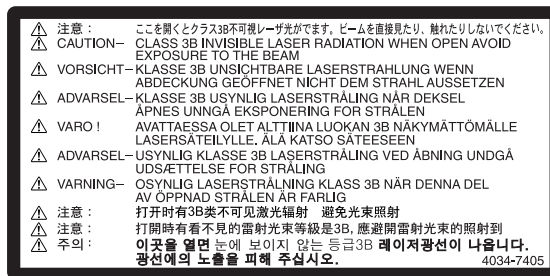 注意： ここを開くとクラス3B不可視レーザ光がでます。ビームを直接見たり、触れたりしないでください。
CAUTION– CLASS 3B INVISIBLE LASER RADIATION WHEN OPEN AVOID
EXPOSURE TO THE BEAM
VORSICHT– KLASSE 3B UNSICHTBARE LASERSTRAHLUNG WENN
ABDECKUNG GEÖFFNET NICHT DEM STRAHL AUSSETZEN
ADVARSEL– KLASSE 3B USYNLIG LASERSTRÅLING NÅR DEKSEL
ÅPNES UNNGÅ EKSPONERING FOR STRÅLEN
VARO ! AVATTAESSA OLET ALTTIINA LUOKAN 3B NÄKYMÄTTÖMÄLLE
LASERSÄTEILYLLE, ÄLÄ KATSO SÄTEESEEN
ADVARSEL– USYNLIG KLASSE 3B LASERSTRÅLING VED ÅBNING UNDGÅ
UDSÆTTELSE FOR STRÅLING
VARNING– OSYNLIG LASERSTRÅLNING KLASS 3B NÄR DENNA DEL
AV ÖPPNAD STRÅLEN ÄR FARLIG
注意： 打开时有3B类不可见激光辐射 避免光束照射
注意： 打開時有看不見的雷射光束等級是3B, 應避開雷射光束的照射到
주의： 이곳을 열면 눈에 보이지 않는 등급3B 레이저광선이 나옵니다.
광선에의 노출을 피해 주십시오. 4034-7405